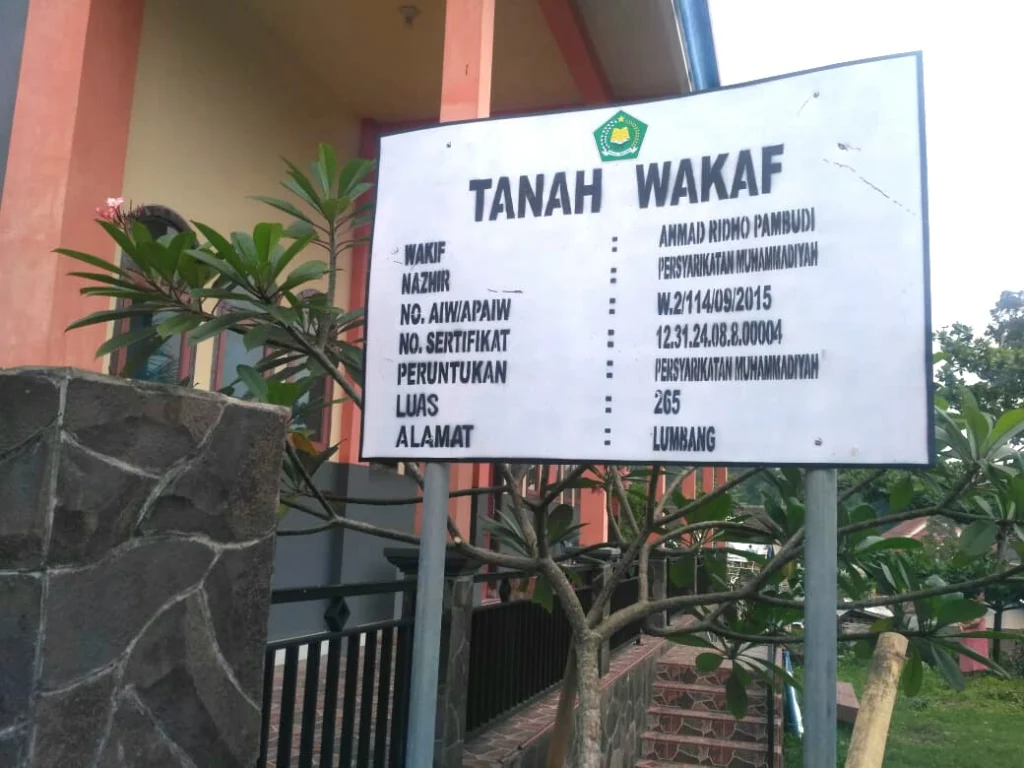 TANAH WAKAF
WAKIF : AHMAD RIDHO PAMBUDI
NAZHIR : PERSYARIKATAN MUHAMMADIYAH
NO. AIW/APAIW : W.2/114/09/2015
NO. SERTIFIKAT : 12.31.24.08.8.00004
PERUNTUKAN : PERSYARIKATAN MUHAMMADIYAH
LUAS : 265
ALAMAT : LUMBANG